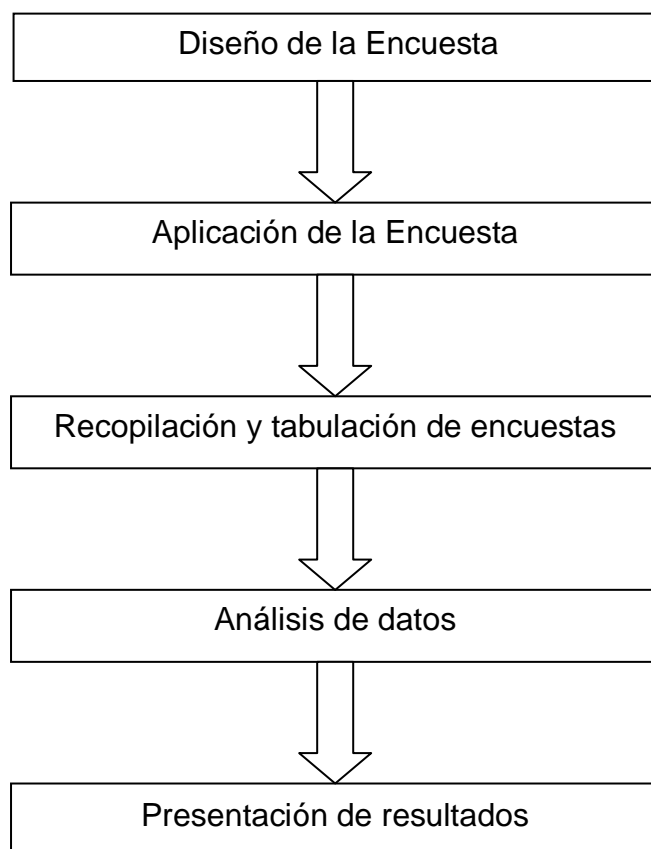 Diseño de la Encuesta
Aplicación de la Encuesta
Recopilación y tabulación de encuestas
Análisis de datos
Presentación de resultados